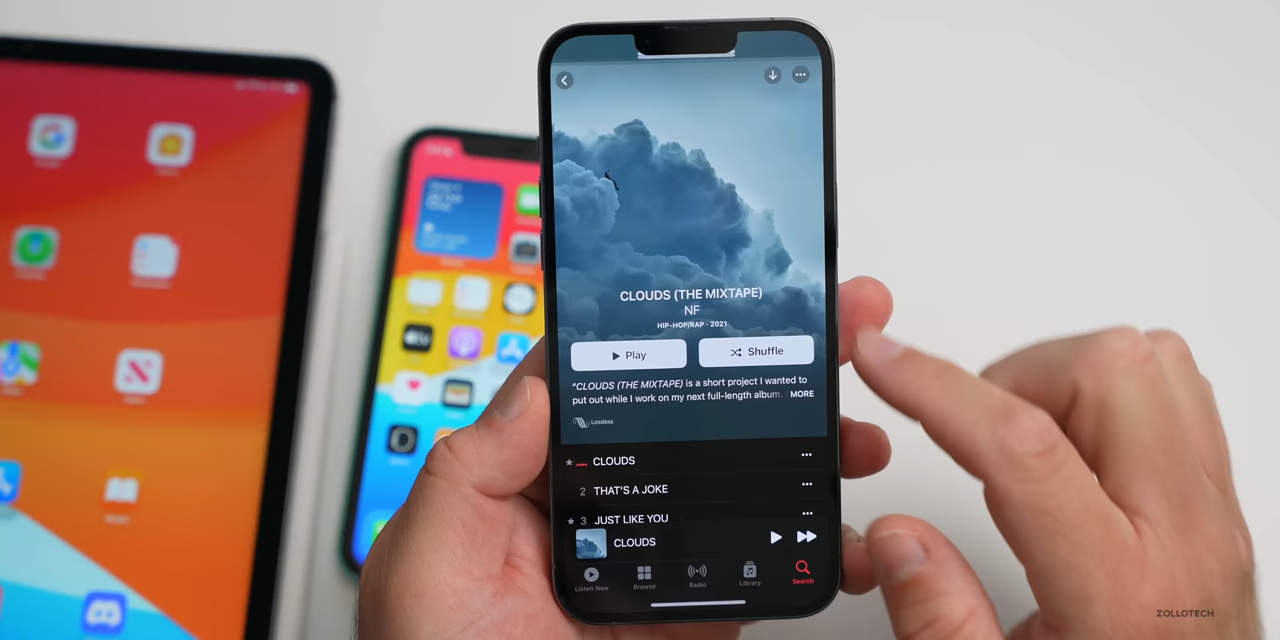 CLOUDS (THE MIXTAPE)
NF
HIP-HOP/RAP · 2021
Play
Shuffle
"CLOUDS (THE MIXTAPE) is a short project I wanted to
put out while I work on my next full-length album. MORE
Lossless
CLOUDS
2 THAT'S A JOKE
3 JUST LIKE YOU
CLOUDS
Listen Now
Browse
Radio
Library
Search
ZOLLOTECH